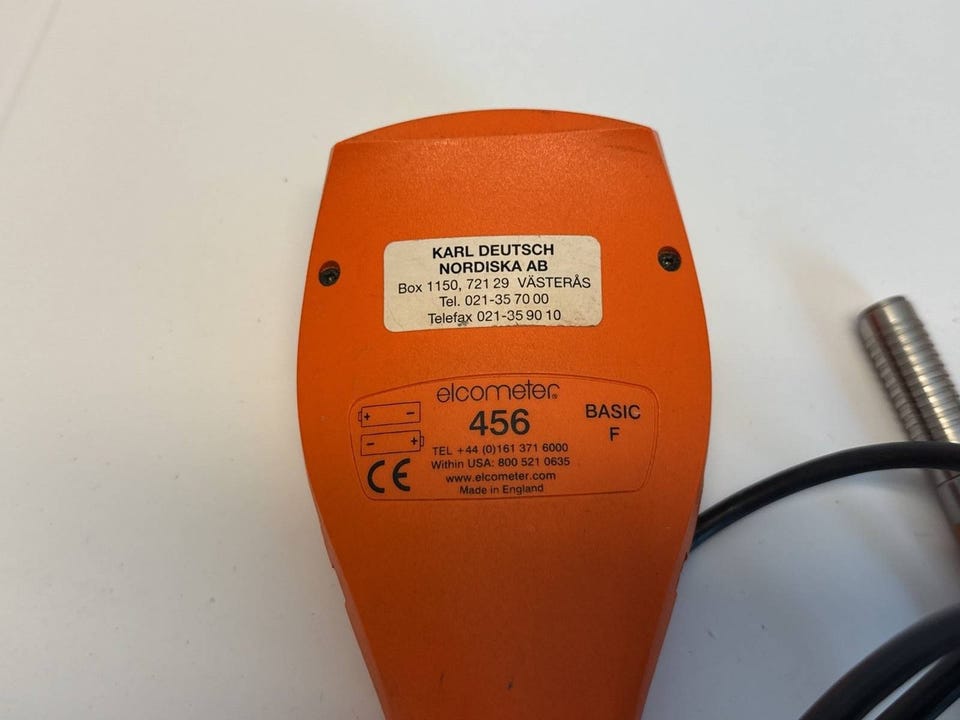 KARL DEUTSCH
NORDISKA AB
Box 1150, 721 29 VÄSTERÅS
Tel. 021-35 70 00
Telefax 021-35 90 10
elcometer®
456
BASIC
F
+ -
- +
TEL +44 (0)161 371 6000
Within USA: 800 521 0635
www.elcometer.com
Made in England
CE